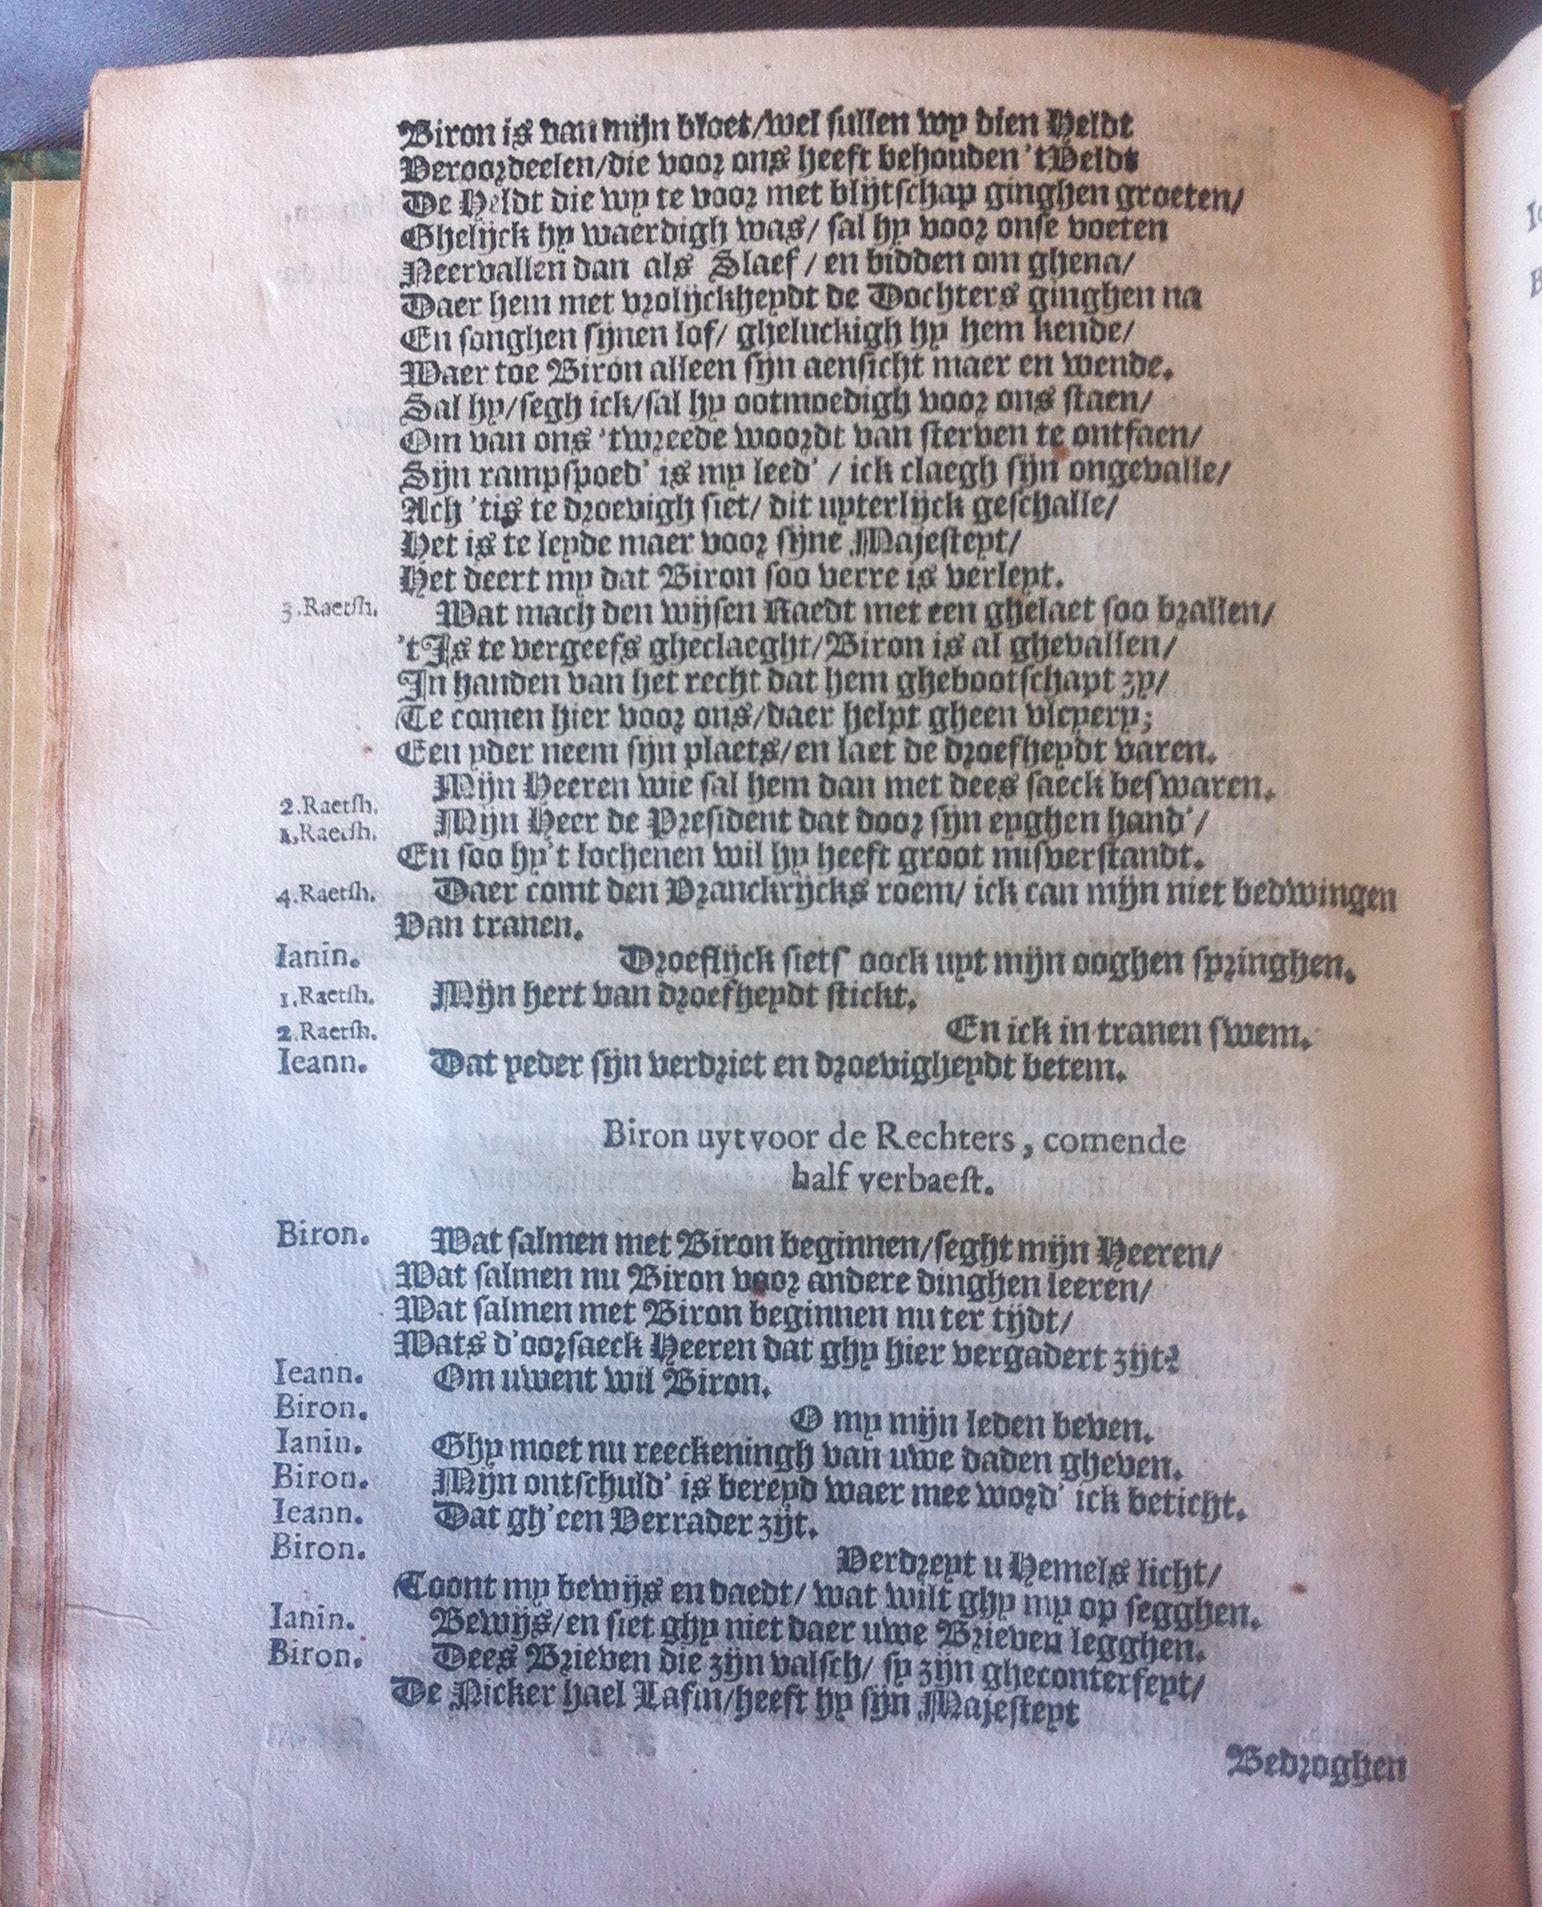 Biron is van mijn bloet/wel sullen wy dien Heldt
Veroordeelen/die voor ons heeft behouden 'tVeldt
De Heldt die wy te voor met blijtschap ginghen groeten/
Ghelijck hy waerdigh was/ sal hy voor onse voeten
Neervallen dan als Slaef/ en bidden om ghena/
Daer hem met vrolijckheydt de Dochters ginghen na
En songhen sijnen lof/ gheluckigh hy hem kende/
Waer toe Biron alleen sijn aensicht maer en wende.
Sal hy/segh ick/sal hy ootmoedigh voor ons staen/
Om van ons 'twreede woordt van sterven te ontfaen/
Sijn rampspoed' is my leed' / ick claegh sijn ongevalle/
Ach 'tis te droevigh siet/ dit uyterlijck geschalle/
Het is te leyde maer voor sijne Majesteyt/
Het deert my dat Biron soo verre is verleyt.
3.Raetsh. Wat mach den wijsen Raedt met een ghelaet soo brallen/
't Is te vergeefs gheclaeght/Biron is al ghevallen/
In handen van het recht dat hem ghebootschapt zy/
Te comen hier voor ons/daer helpt gheen vleyery;
Een yder neem sijn plaets/en laet de droefheydt varen.
2.Raetsh. Mijn Heeren wie sal hem dan met dees saeck beswaren.
1.Raetsh. Mijn Heer de President dat door sijn eyghen hand'/
En soo hy't lochenen wil hy heeft groot misverstandt.
4.Raetsh. Daer comt den Vranckrijcks roem/ ick can mijn niet bedwingen
Van tranen.
Ianin. Droeflijck siets oock uyt mijn ooghen springhen.
1.Raetsh. Mijn hert van droefheydt stickt.
2.Raetsh. En ick in tranen swem.
Ieann. Dat yeder sijn verdriet en droevigheydt betem.
Biron uyt voor de Rechters, comende
half verbaest.
Biron. Wat salmen met Biron beginnen/seght mijn Heeren/
Wat salmen nu Biron voor andere dinghen leeren/
Wat salmen met Biron beginnen nu ter tijdt/
Wats d'oorsaeck Heeren dat ghy hier vergadert zijt?
Ieann. Om uwent wil Biron.
Biron. O my mijn leden beven.
Ianin. Ghy moet nu reeckeningh van uwe daden gheven.
Biron. Mijn ontschuld' is bereyd waer mee word' ick beticht.
Ieann. Dat gh'een Verrader zijt.
Biron. Verdreyt u Hemels licht/
Toont my bewijs en daedt/ wat wilt ghy my op segghen.
Ianin. Bewijs/en siet ghy niet daer uwe Brieven legghen.
Biron. Dees Brieven die zijn valsch/ sy zijn gheconterfeyt/
De Nicker hael Lafin/heeft hy sijn Majesteyt
Bedroghen